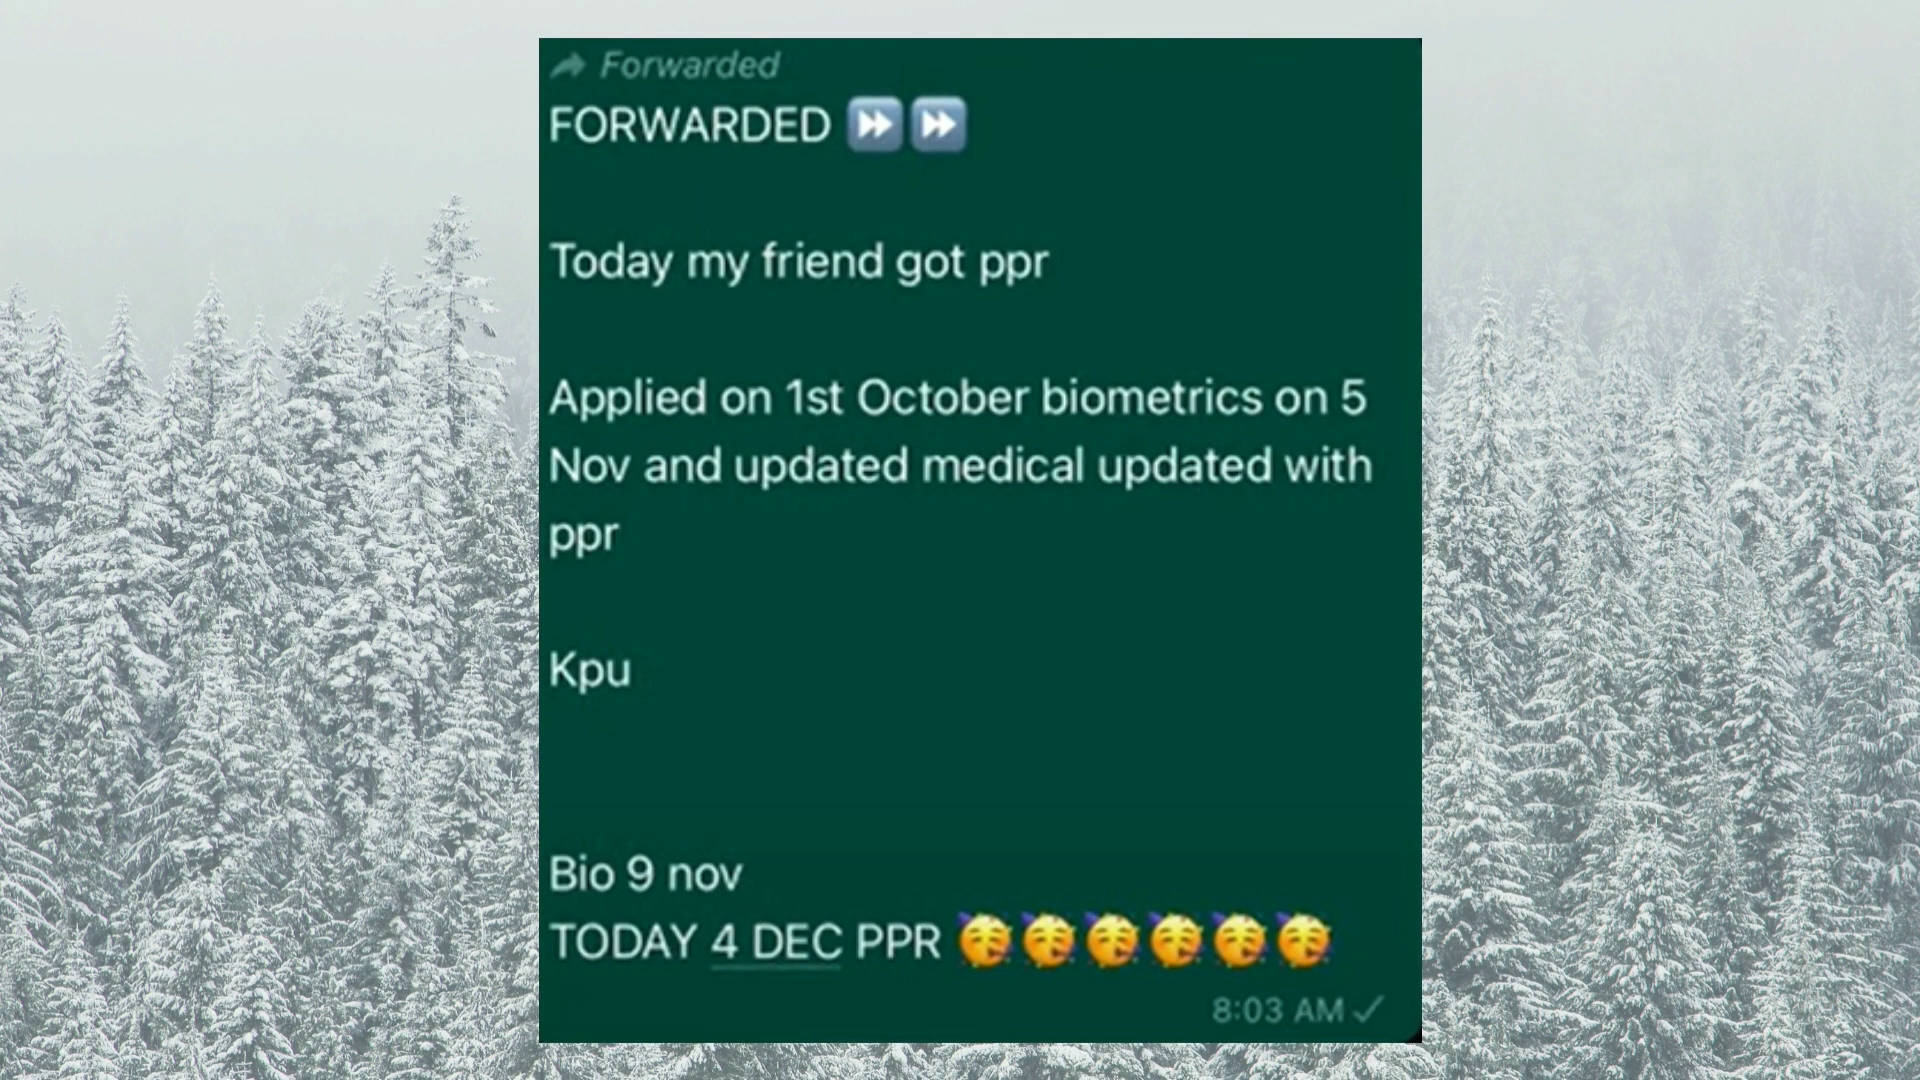 Forwarded
FORWARDED ⏩⏩
Today my friend got ppr
Applied on 1st October biometrics on 5
Nov and updated medical updated with
ppr
Kpu
Bio 9 nov
TODAY 4 DEC PPR 🥳🥳🥳🥳🥳🥳
8:03 AM ✓